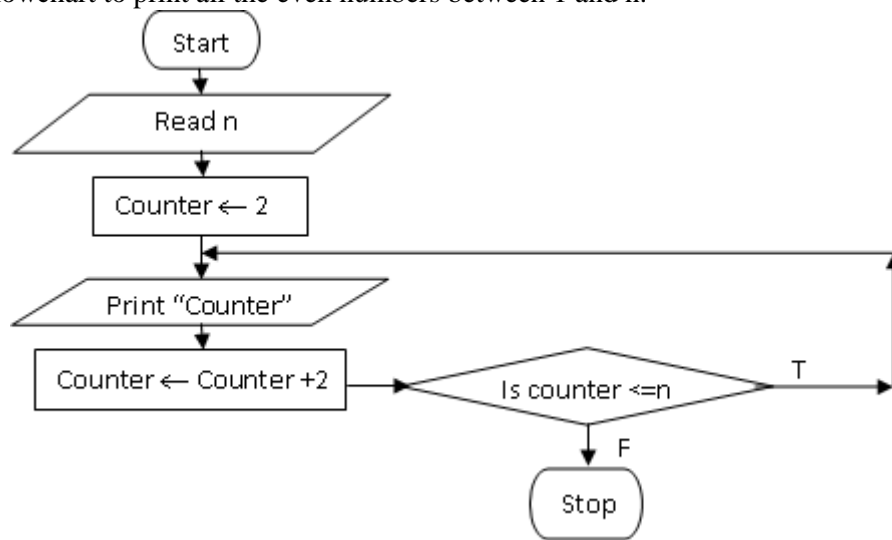 flowchart to print all the even numbers between 1 and n.
Start
Read n
Counter ← 2
Print “Counter”
Counter ← Counter +2
Is counter <=n
T
F
Stop